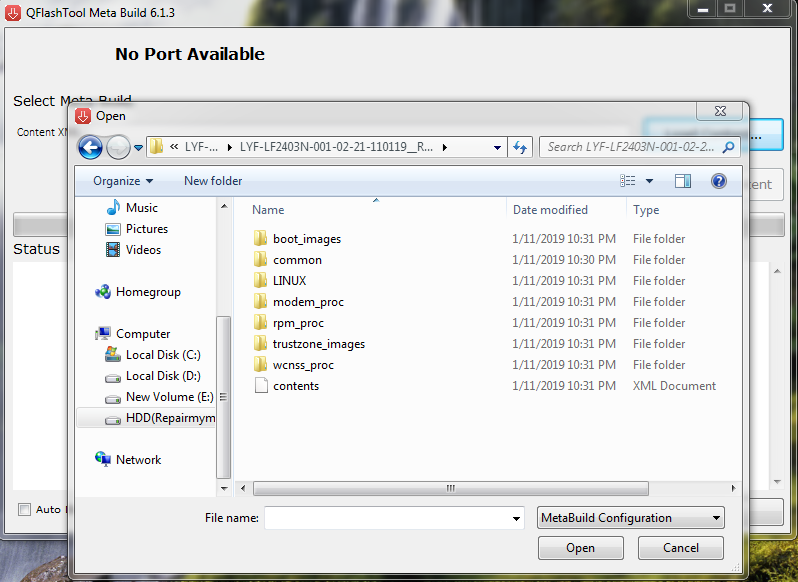 QFlashTool Meta Build 6.1.3
No Port Available
Select Meta Build
Content
Open
« LYF-... LYF-LF2403N-001-02-21-110119__R...
Search LYF-LF2403N-001-02-2...
Organize New folder
Name Date modified Type
Music
Pictures
Videos
Homegroup
Computer
Local Disk (C:)
Local Disk (D:)
New Volume (E:)
HDD(Repairmym
Network
boot_images 1/11/2019 10:31 PM File folder
common 1/11/2019 10:30 PM File folder
LINUX 1/11/2019 10:31 PM File folder
modem_proc 1/11/2019 10:31 PM File folder
rpm_proc 1/11/2019 10:31 PM File folder
trustzone_images 1/11/2019 10:31 PM File folder
wcnss_proc 1/11/2019 10:31 PM File folder
contents 1/11/2019 10:31 PM XML Document
Status
Auto
File name: MetaBuild Configuration
Open Cancel